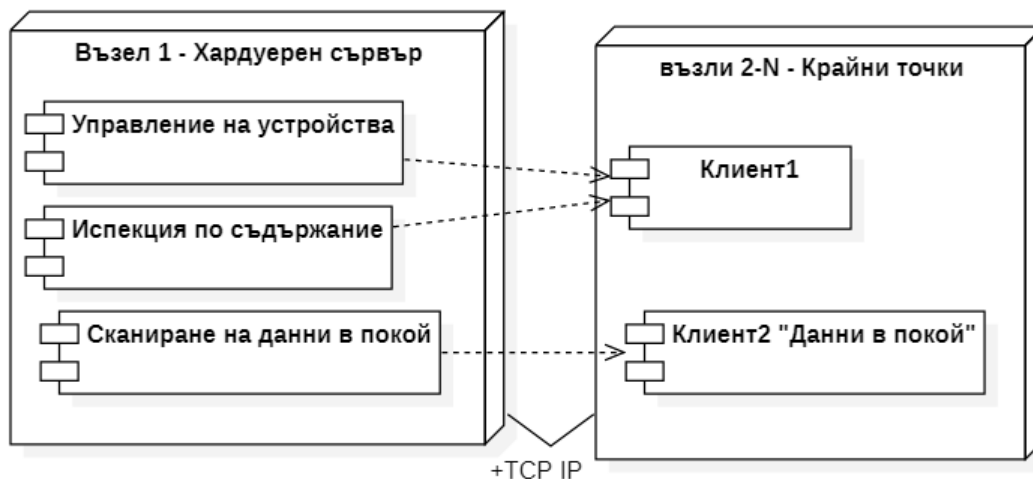 Възел 1 - Хардуерен сървър
Управление на устройства
Испекция по съдържание
Сканиране на данни в покой
възли 2-N - Крайни точки
Клиент1
Клиент2 "Данни в покой"
+TCP IP